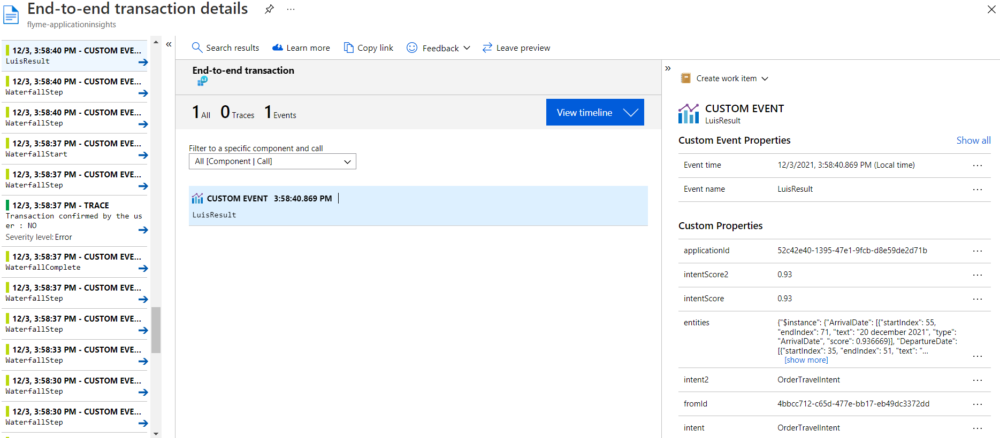 End-to-end transaction details
flyme-applicationinsights
12/3, 3:58:40 PM - CUSTOM EVE...
LuisResult
12/3, 3:58:40 PM - CUSTOM EVE...
WaterfallStep
12/3, 3:58:40 PM - CUSTOM EVE...
WaterfallStep
12/3, 3:58:37 PM - CUSTOM EVE...
WaterfallStart
12/3, 3:58:37 PM - CUSTOM EVE...
WaterfallStep
12/3, 3:58:37 PM - TRACE
Transaction confirmed by the us
er : NO
Severity level: Error
12/3, 3:58:37 PM - CUSTOM EVE...
WaterfallComplete
12/3, 3:58:37 PM - CUSTOM EVE...
WaterfallStep
12/3, 3:58:37 PM - CUSTOM EVE...
WaterfallStep
12/3, 3:58:33 PM - CUSTOM EVE...
WaterfallStep
12/3, 3:58:30 PM - CUSTOM EVE...
WaterfallStep
12/3, 3:58:30 PM - CUSTOM EVE...
WaterfallStep
Search results
Learn more
Copy link
Feedback
Leave preview
End-to-end transaction
1 All 0 Traces 1 Events
View timeline
Filter to a specific component and call
All [Component | Call]
CUSTOM EVENT 3:58:40.869 PM
LuisResult
Create work item
CUSTOM EVENT
LuisResult
Custom Event Properties
Show all
Event time 12/3/2021, 3:58:40.869 PM (Local time) ...
Event name LuisResult ...
Custom Properties
applicationId 52c42e40-1395-47e1-9fcb-d8e59de2d71b ...
intentScore2 0.93 ...
intentScore 0.93 ...
entities {"$instance": {"ArrivalDate": [{"startIndex": 55,
"endIndex": 71, "text": "20 december 2021", "type":
"ArrivalDate", "score": 0.936669}], "DepartureDate":
[{"startIndex": 35, "endIndex": 51, "text": "... ...
[show more]
intent2 OrderTravelIntent ...
fromId 4bbcc712-c65d-477e-bb17-eb49dc3372dd ...
intent OrderTravelIntent ...